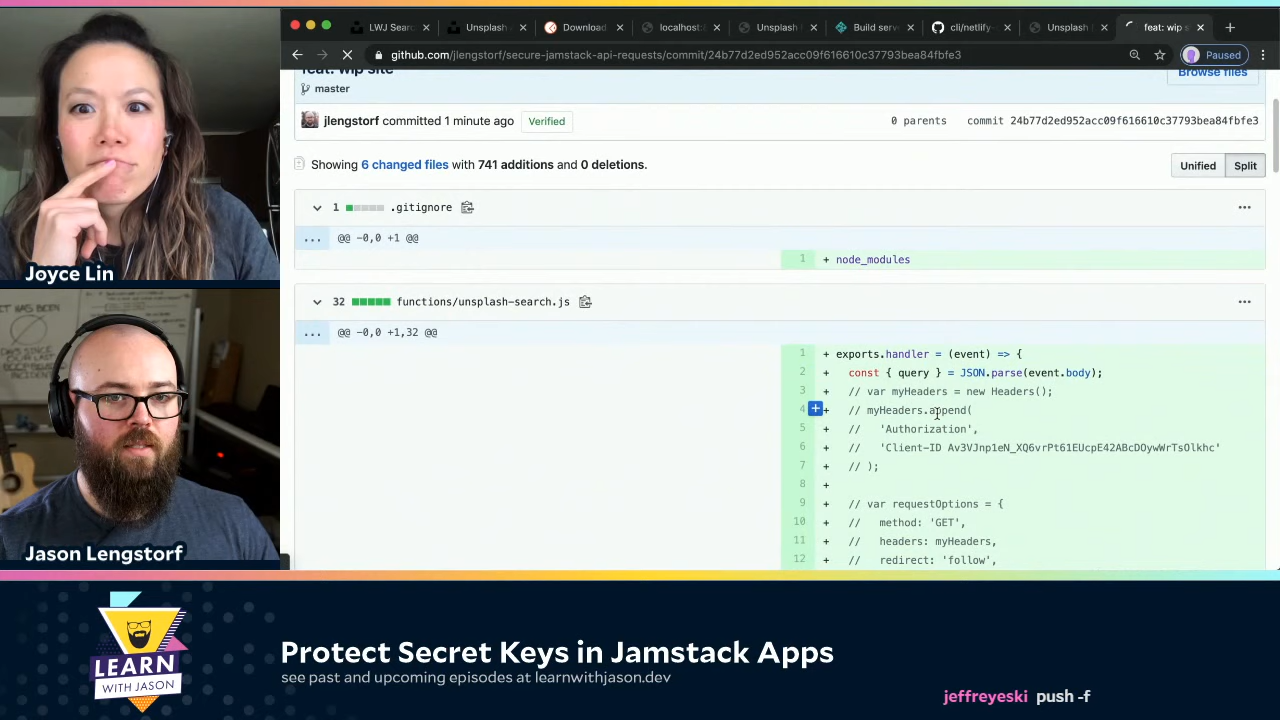 LWJ Sear
Unsplash
Download
localhost:
Unsplash
Build serv
cli/netlify-
Unsplash
feat: wip s
github.com/jlengstorf/secure-jamstack-api-requests/commit/24b77d2ed952acc09f616610c37793bea84fbfe3
Paused
feat: wip site
Browse files
master
jlengstorf committed 1 minute ago
Verified
0 parents
commit 24b77d2ed952acc09f616610c37793bea84fbfe3
Showing 6 changed files with 741 additions and 0 deletions.
Unified
Split
1
.gitignore
...
@@ -0,0 +1 @@
1 + node_modules
32
functions/unsplash-search.js
...
@@ -0,0 +1,32 @@
1 + exports.handler = (event) => {
2 + const { query } = JSON.parse(event.body);
3 + // var myHeaders = new Headers();
4 + // myHeaders.append(
5 + // 'Authorization',
6 + // 'Client-ID Av3VJnp1eN_XQ6vrPt61EUcpE42ABcDOywWrTsOlkhc'
7 + // );
8 +
9 + // var requestOptions = {
10 + // method: 'GET',
11 + // headers: myHeaders,
12 + // redirect: 'follow',
Joyce Lin
Jason Lengstorf
LEARN
WITH JASON
Protect Secret Keys in Jamstack Apps
see past and upcoming episodes at learnwithjason.dev
jeffreyeski push -f